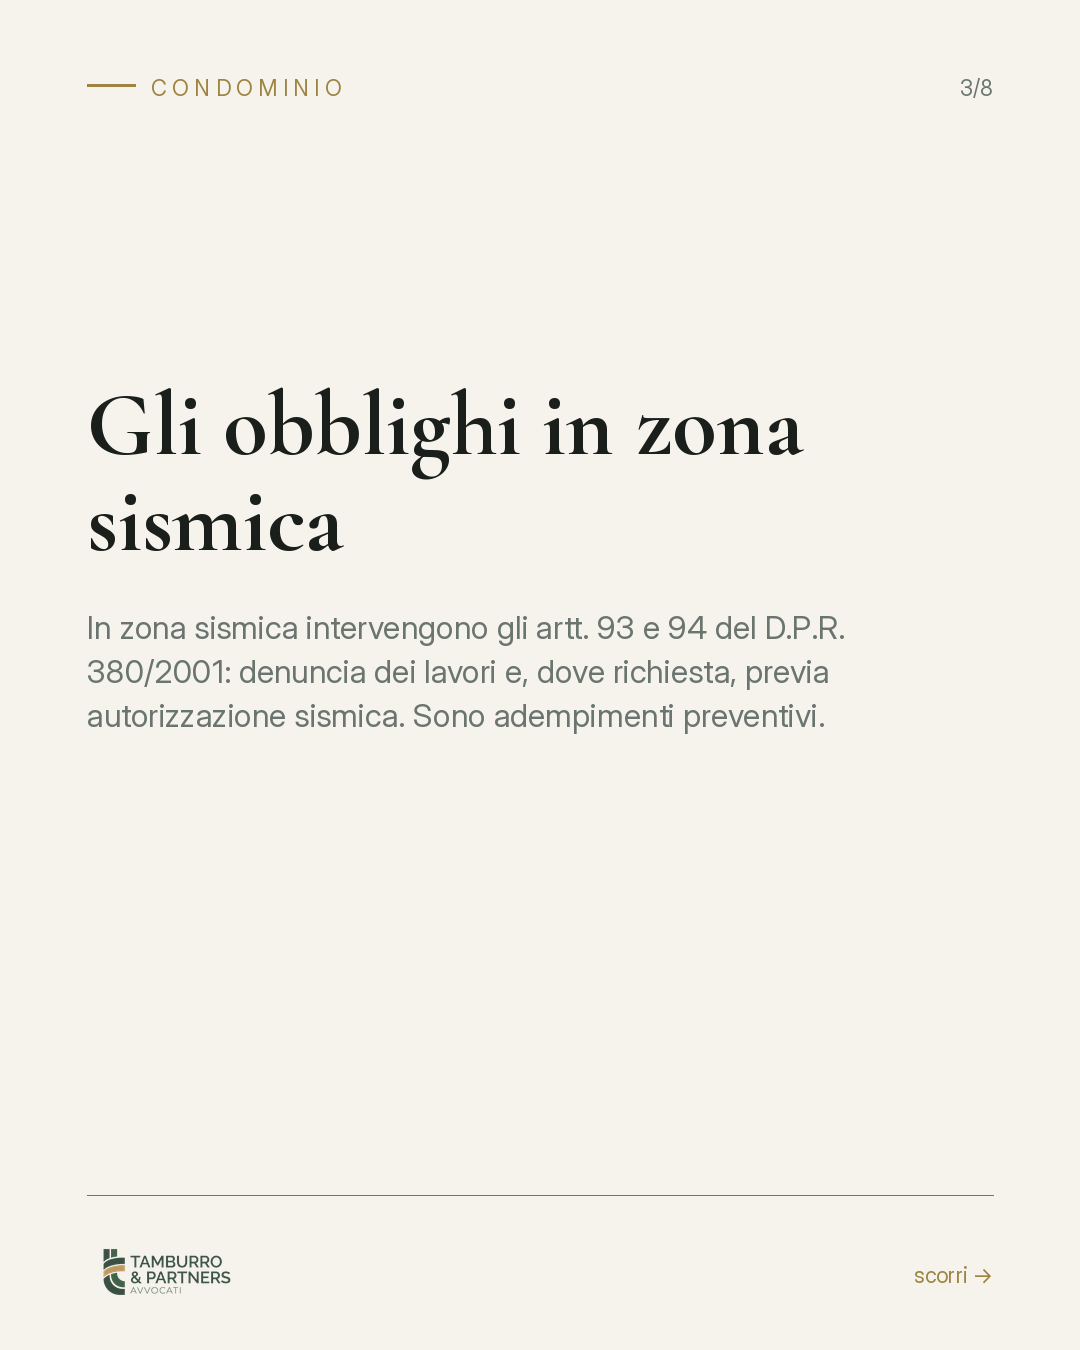 CONDOMINIO
3/8
Gli obblighi in zona
sismica
In zona sismica intervengono gli artt. 93 e 94 del D.P.R.
380/2001: denuncia dei lavori e, dove richiesta, previa
autorizzazione sismica. Sono adempimenti preventivi.
TAMBURRO
& PARTNERS
AVVOCATI
scorri →